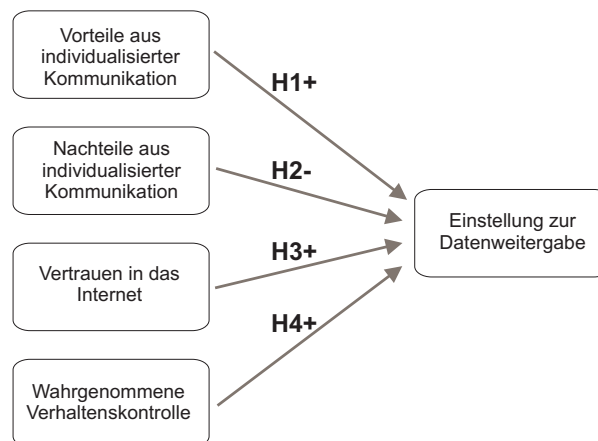 Vorteile aus
individualisierter
Kommunikation
H1+
Nachteile aus
individualisierter
Kommunikation
H2-
Einstellung zur
Datenweitergabe
Vertrauen in das
Internet
H3+
H4+
Wahrgenommene
Verhaltenskontrolle